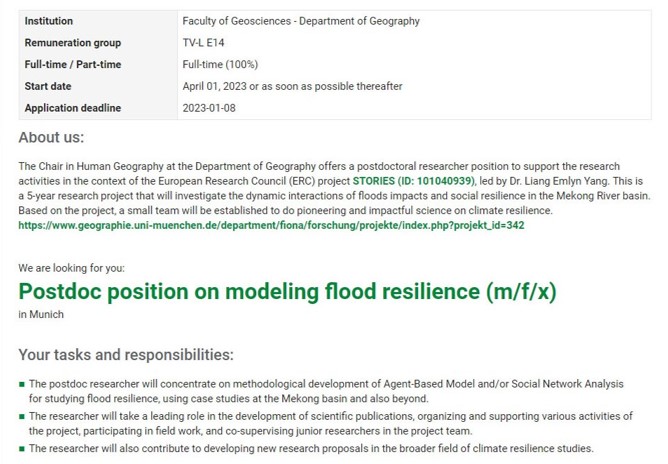 Institution Faculty of Geosciences - Department of Geography
Remuneration group TV-L E14
Full-time / Part-time Full-time (100%)
Start date April 01, 2023 or as soon as possible thereafter
Application deadline 2023-01-08
About us:
The Chair in Human Geography at the Department of Geography offers a postdoctoral researcher position to support the research
activities in the context of the European Research Council (ERC) project STORIES (ID: 101040939), led by Dr. Liang Emlyn Yang. This is
a 5-year research project that will investigate the dynamic interactions of floods impacts and social resilience in the Mekong River basin.
Based on the project, a small team will be established to do pioneering and impactful science on climate resilience.
https://www.geographie.uni-muenchen.de/department/fiona/forschung/projekte/index.php?projekt_id=342
We are looking for you:
Postdoc position on modeling flood resilience (m/f/x)
in Munich
Your tasks and responsibilities:
■ The postdoc researcher will concentrate on methodological development of Agent-Based Model and/or Social Network Analysis
for studying flood resilience, using case studies at the Mekong basin and also beyond.
■ The researcher will take a leading role in the development of scientific publications, organizing and supporting various activities of
the project, participating in field work, and co-supervising junior researchers in the project team.
■ The researcher will also contribute to developing new research proposals in the broader field of climate resilience studies.